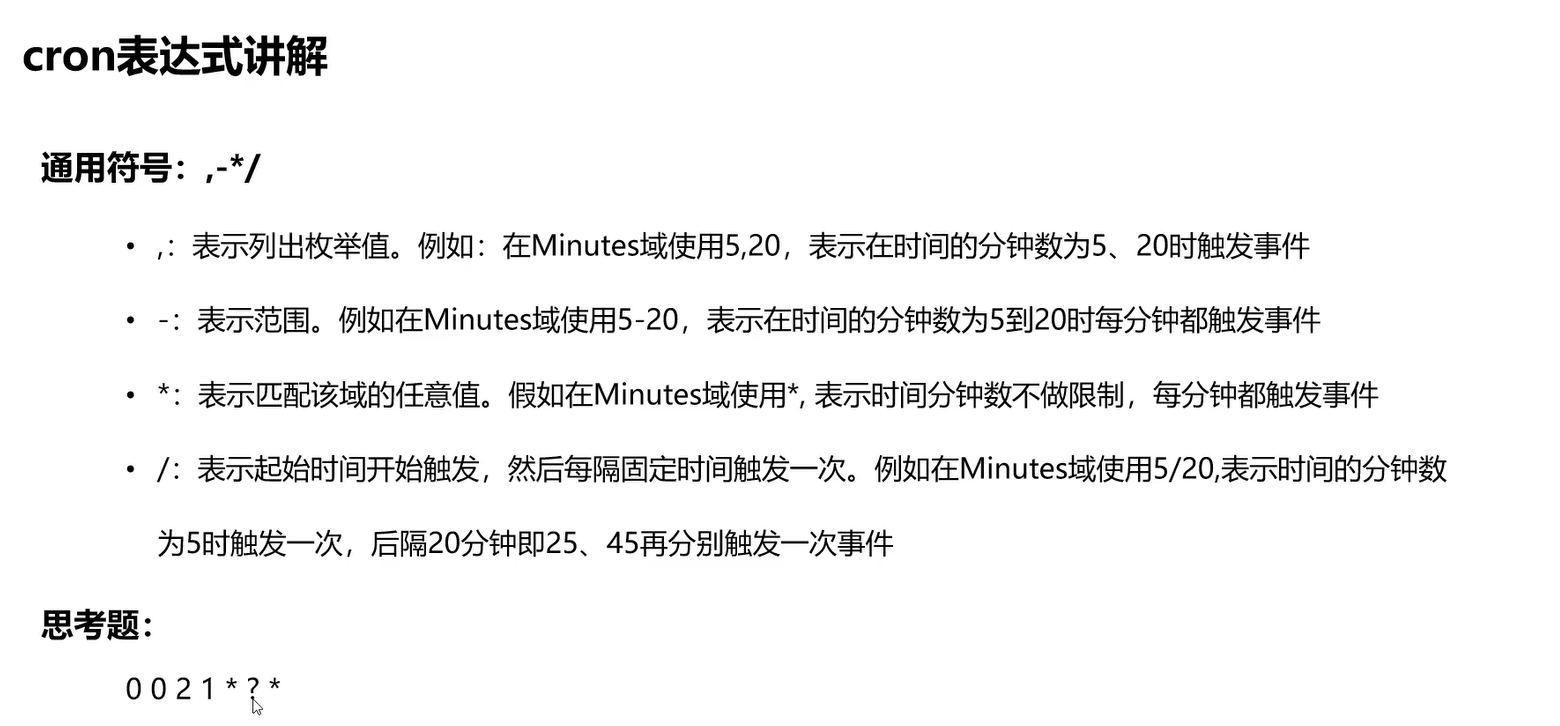 cron表达式讲解
通用符号：,-*/
• ,：表示列出枚举值。例如：在Minutes域使用5,20，表示在时间的分钟数为5、20时触发事件
• -：表示范围。例如在Minutes域使用5-20，表示在时间的分钟数为5到20时每分钟都触发事件
• *：表示匹配该域的任意值。假如在Minutes域使用*, 表示时间分钟数不做限制，每分钟都触发事件
• /：表示起始时间开始触发，然后每隔固定时间触发一次。例如在Minutes域使用5/20,表示时间的分钟数
为5时触发一次，后隔20分钟即25、45再分别触发一次事件
思考题：
0 0 2 1 * ? *